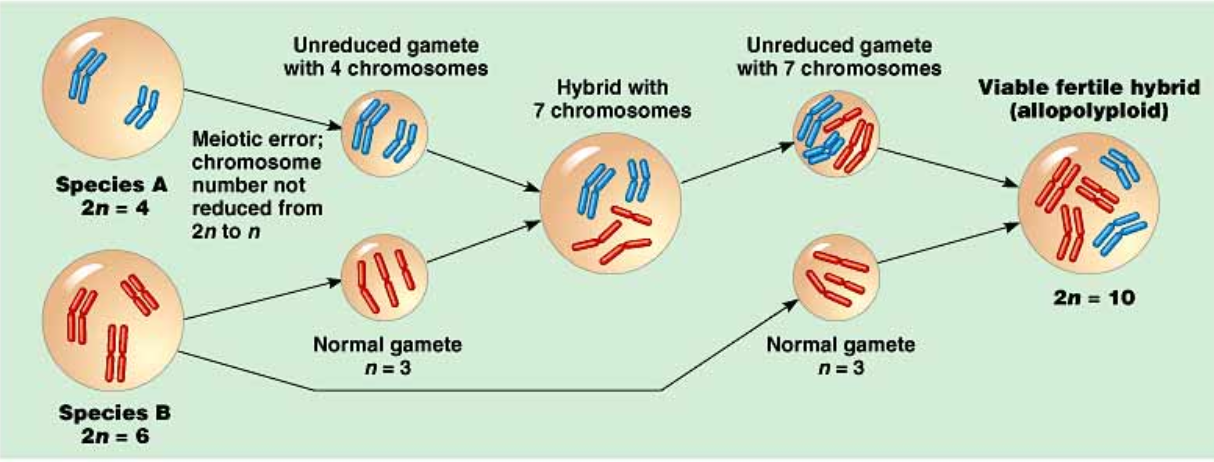 Species A
2n = 4
Meiotic error;
chromosome
number not
reduced from
2n to n
Unreduced gamete
with 4 chromosomes
Hybrid with
7 chromosomes
Unreduced gamete
with 7 chromosomes
Viable fertile hybrid
(allopolyploid)
2n = 10
Species B
2n = 6
Normal gamete
n = 3
Normal gamete
n = 3